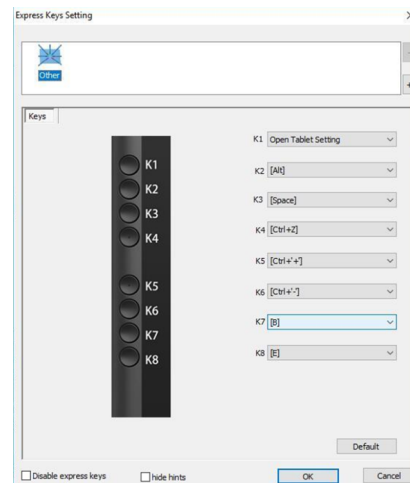 Express Keys Setting
Other
Keys
K1
K2
K3
K4
K5
K6
K7
K8
K1 Open Tablet Setting
K2 [Alt]
K3 [Space]
K4 [Ctrl+Z]
K5 [Ctrl+'+']
K6 [Ctrl+'-']
K7 [B]
K8 [E]
Default
Disable express keys
hide hints
OK
Cancel